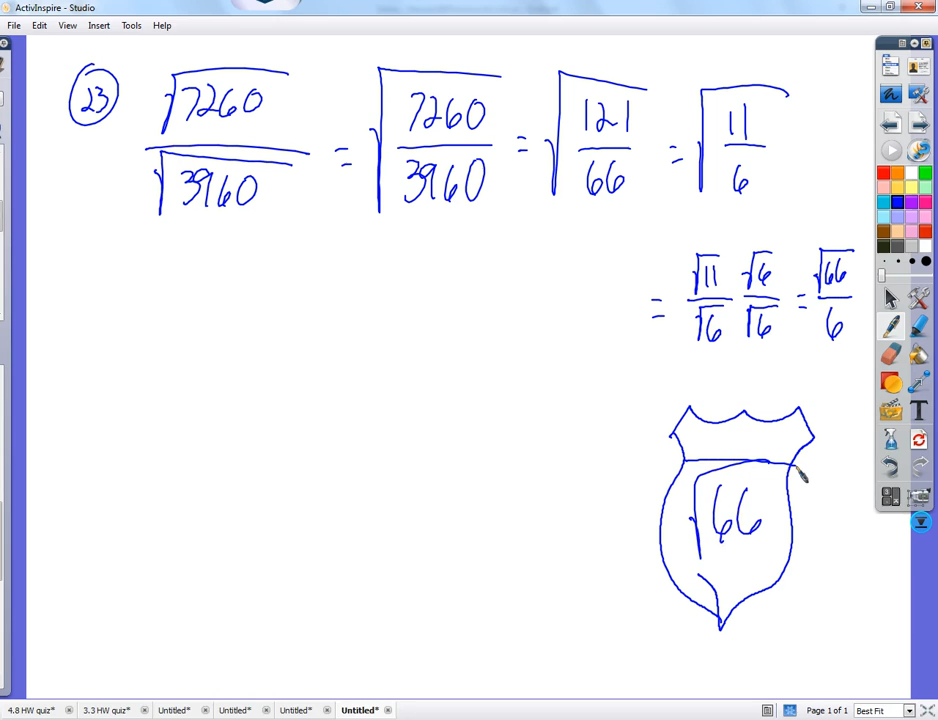 ActivInspire - Studio
File Edit View Insert Tools Help
23 √7260 / √3960 = √(7260 / 3960) = √(121 / 66) = √(11 / 6)
= √11 / √6 √6 / √6 = √66 / 6
√66
4.8 HW quiz* 3.3 HW quiz* Untitled* Untitled* Untitled* Untitled* Page 1 of 1 Best Fit